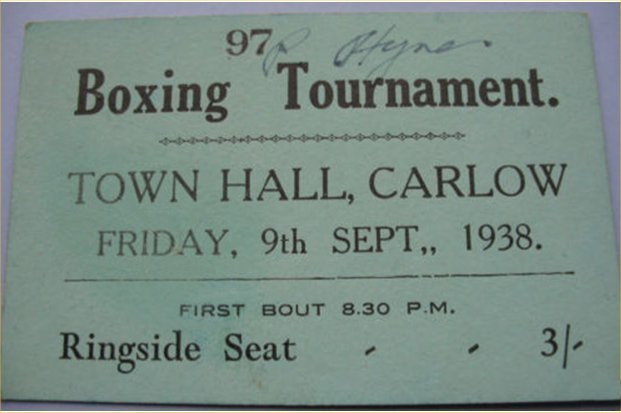 97
Boxing Tournament.
TOWN HALL, CARLOW
FRIDAY, 9th SEPT,, 1938.
FIRST BOUT 8.30 P.M.
Ringside Seat - - 3/-